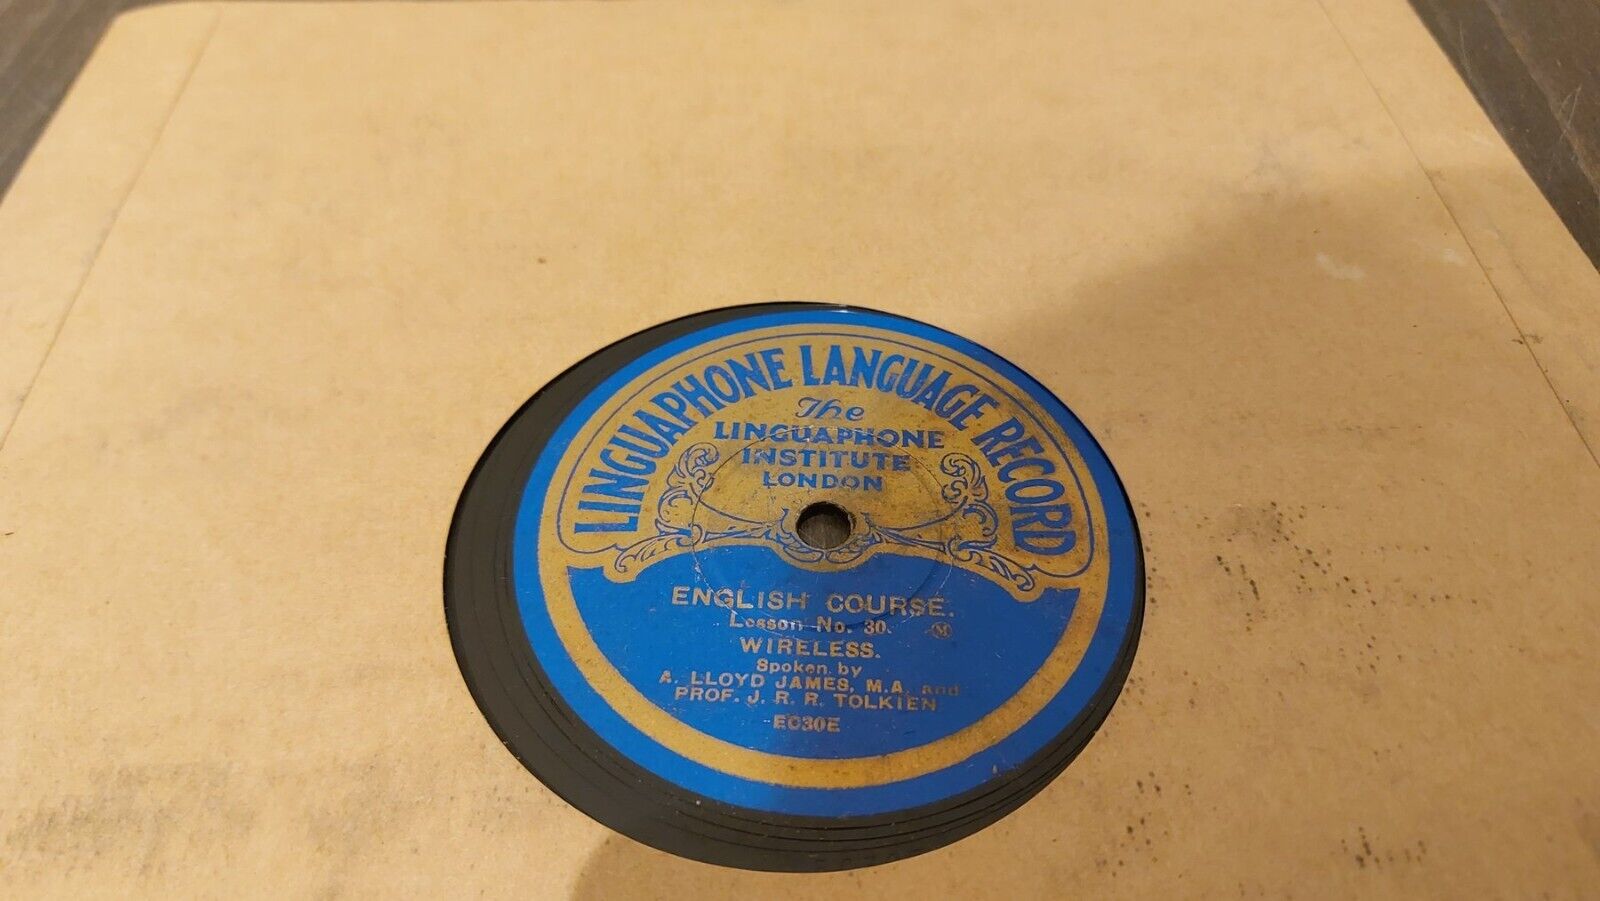 LINGUAPHONE LANGUAGE RECORD
The
LINGUAPHONE
INSTITUTE
LONDON
ENGLISH COURSE.
Lesson No. 30. M
WIRELESS.
Spoken by
A. LLOYD JAMES, M.A. and
PROF. J. R. R. TOLKIEN
EC30E